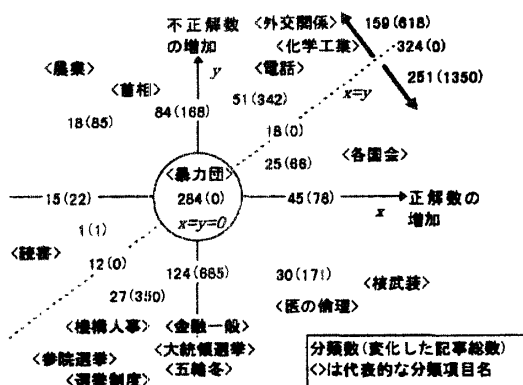 不正解数
の増加
<外交関係>
159(618)
<化学工業>
324(0)
<農業>
y
<電話>
251(1350)
<首相>
84(168)
51(342)
x=y
18(85)
18(0)
25(66)
<各国会>
<暴力団>
15(22)
284(0)
45(78)
正解数の
増加
x
x=y=0
1(1)
<読書>
12(0)
124(685)
30(171)
<核武装>
27(350)
<医の倫理>
<機構人事>
<金融一般>
<参院選挙>
<大統領選挙>
<選挙制度>
<五輪冬>
分類数(変化した記事総数)
<>は代表的な分類項目名